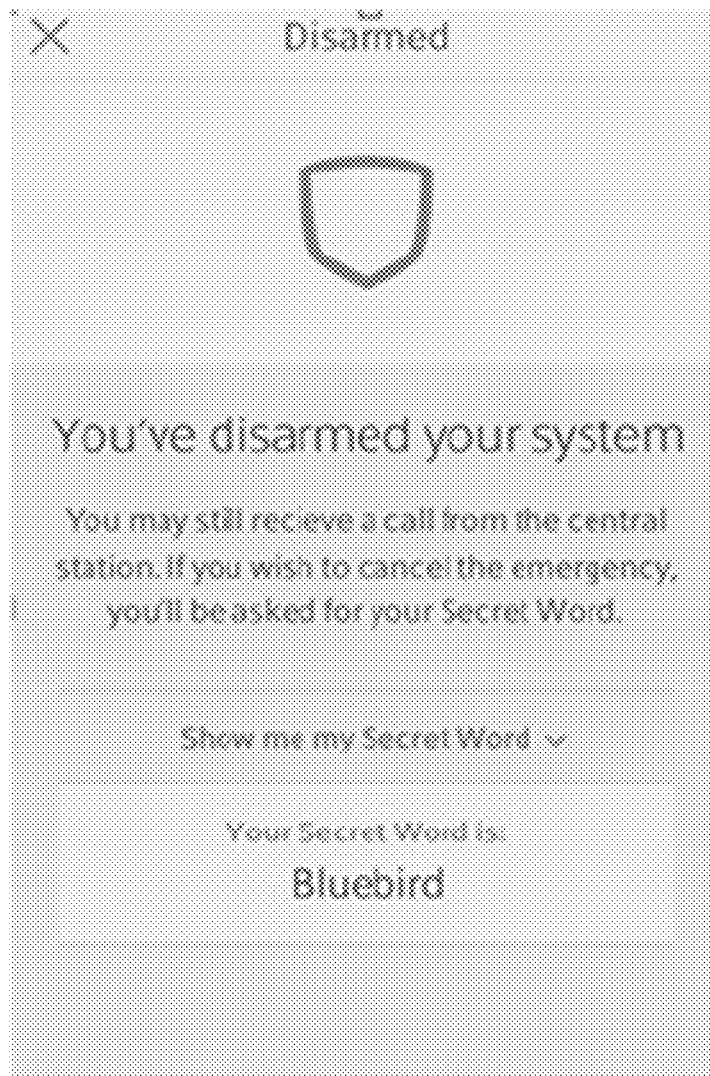 Disarmed
You've disarmed your system
You may still recieve a call from the central
station. If you wish to cancel the emergency,
you'll be asked for your Secret Word.
Show me my Secret Word
Your Secret Word is:
Bluebird